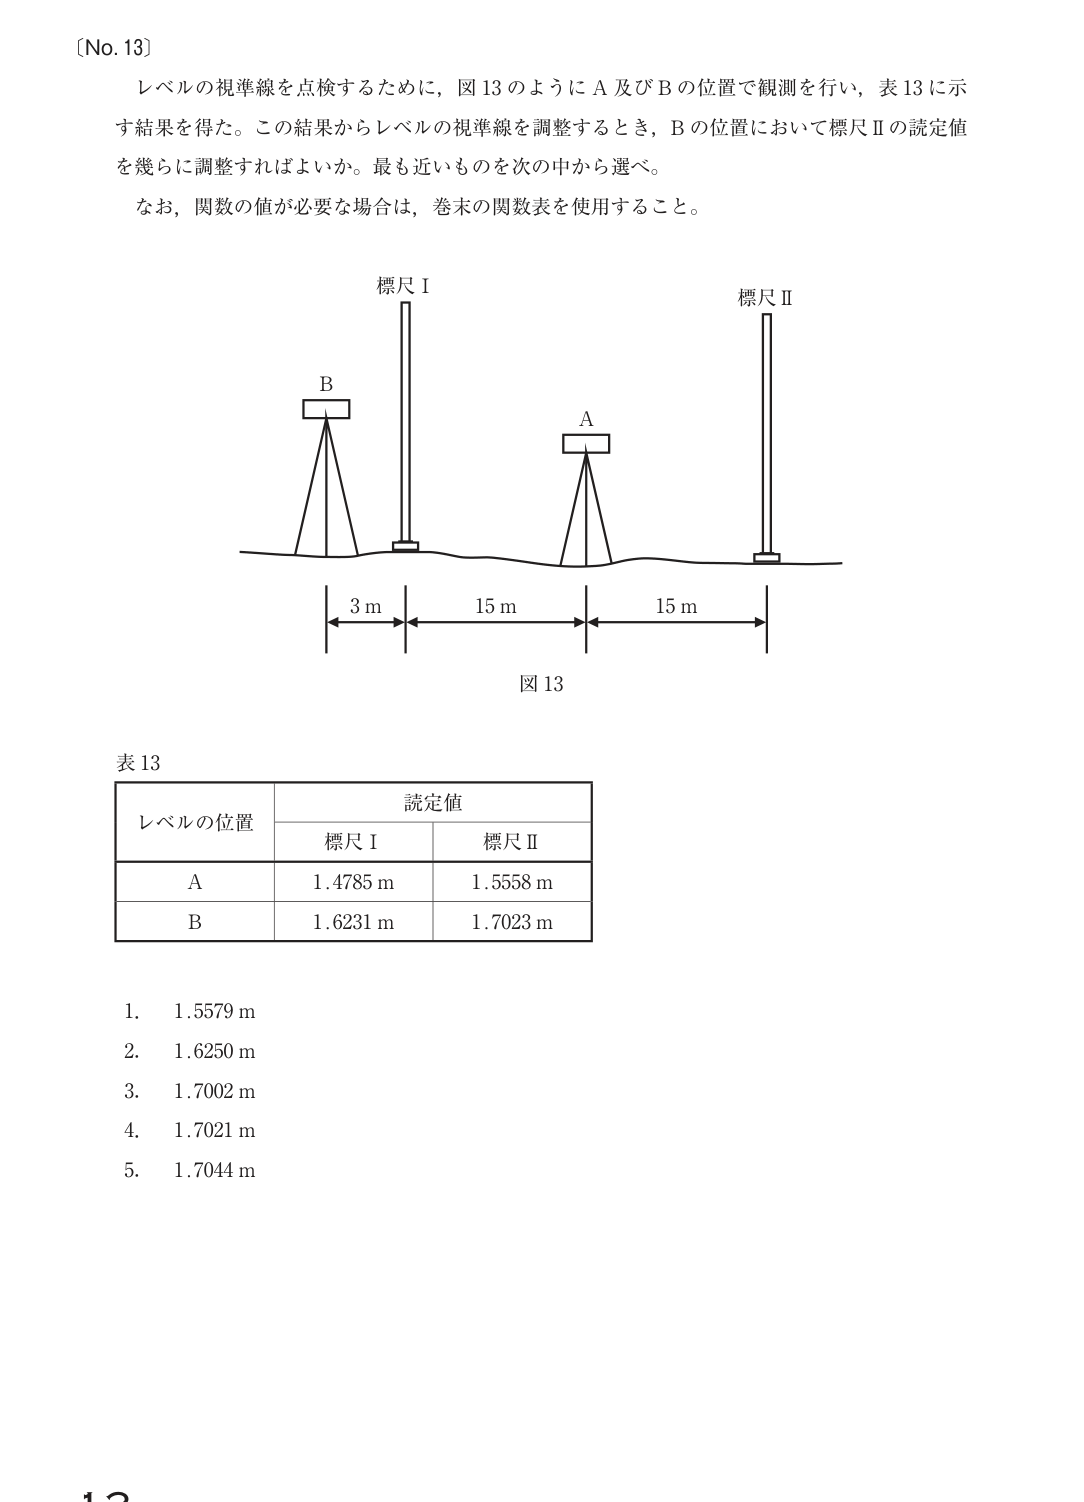 〔No. 13〕
レベルの視準線を点検するために，図 13 のように A 及び B の位置で観測を行い，表 13 に示
す結果を得た。この結果からレベルの視準線を調整するとき，B の位置において標尺Ⅱの読定値
を幾らに調整すればよいか。最も近いものを次の中から選べ。
なお，関数の値が必要な場合は，巻末の関数表を使用すること。
標尺Ⅰ
標尺Ⅱ
B
A
3 m
15 m
15 m
図 13
表 13
レベルの位置
読定値
標尺Ⅰ
標尺Ⅱ
A
1.4785 m
1.5558 m
B
1.6231 m
1.7023 m
1. 1.5579 m
2. 1.6250 m
3. 1.7002 m
4. 1.7021 m
5. 1.7044 m